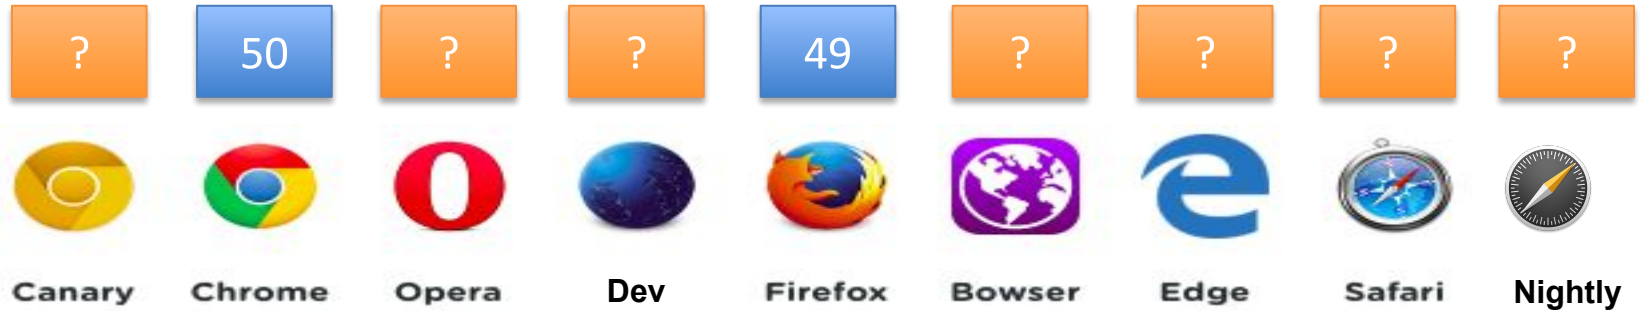 ? 50 ? ? 49 ? ? ? ?
Canary Chrome Opera Dev Firefox Bowser Edge Safari Nightly